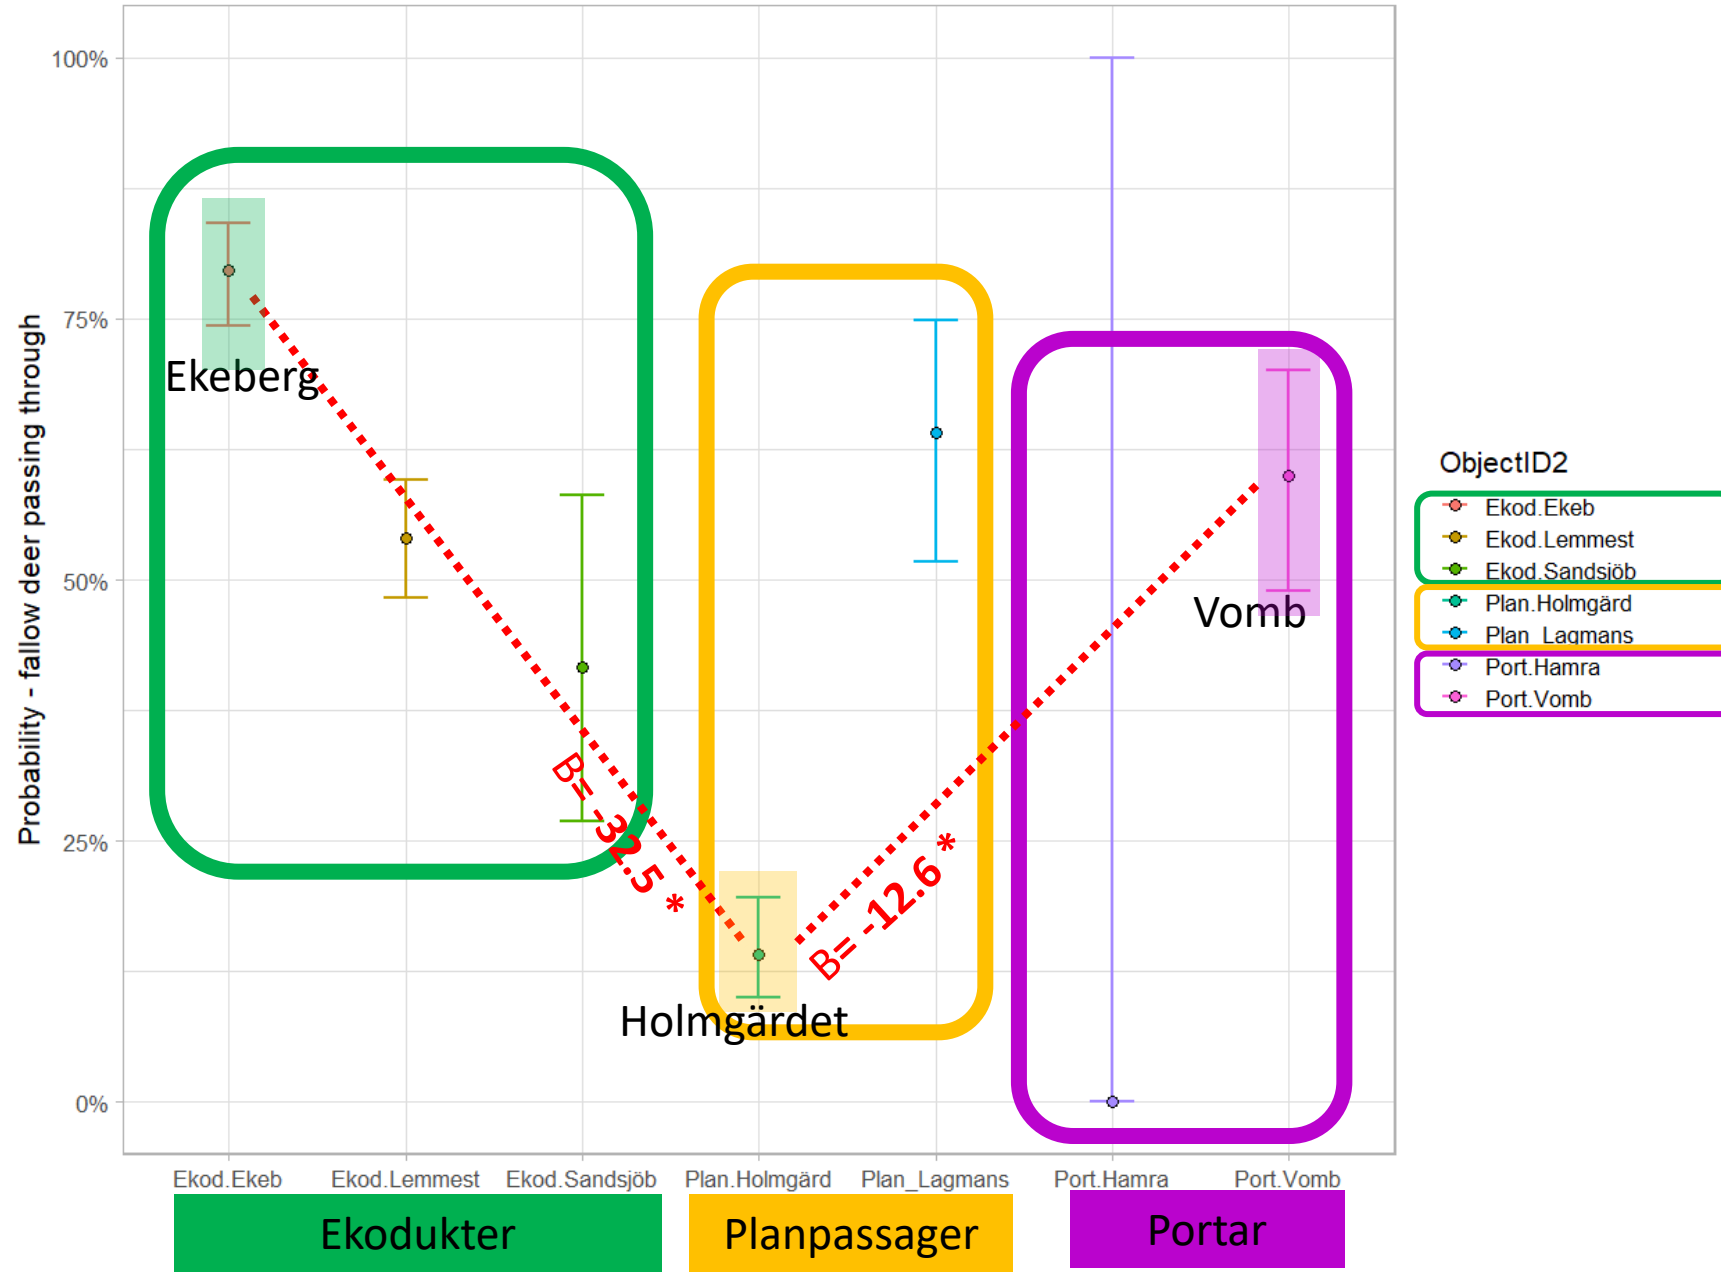 Probability - fallow deer passing through
100%
75%
50%
25%
0%
Ekeberg
Vomb
Holmgärdet
B= -32.5 *
B= -12.6 *
Ekod.Ekeb
Ekod.Lemmest
Ekod.Sandsjöb
Plan.Holmgärd
Plan_Lagmans
Port.Hamra
Port.Vomb
Ekodukter
Planpassager
Portar
ObjectID2
Ekod.Ekeb
Ekod.Lemmest
Ekod.Sandsjöb
Plan.Holmgärd
Plan_Lagmans
Port.Hamra
Port.Vomb